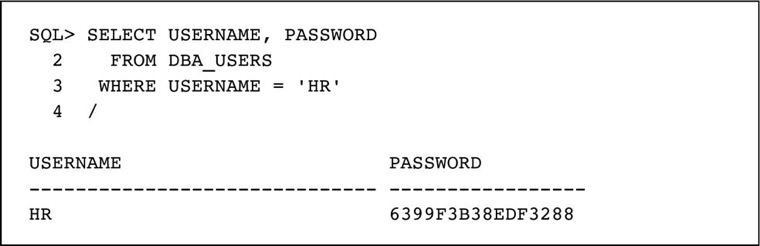 SQL> SELECT USERNAME, PASSWORD
  2    FROM DBA_USERS
  3   WHERE USERNAME = 'HR'
  4  /
USERNAME                       PASSWORD
------------------------------ -----------------
HR                             6399F3B38EDF3288